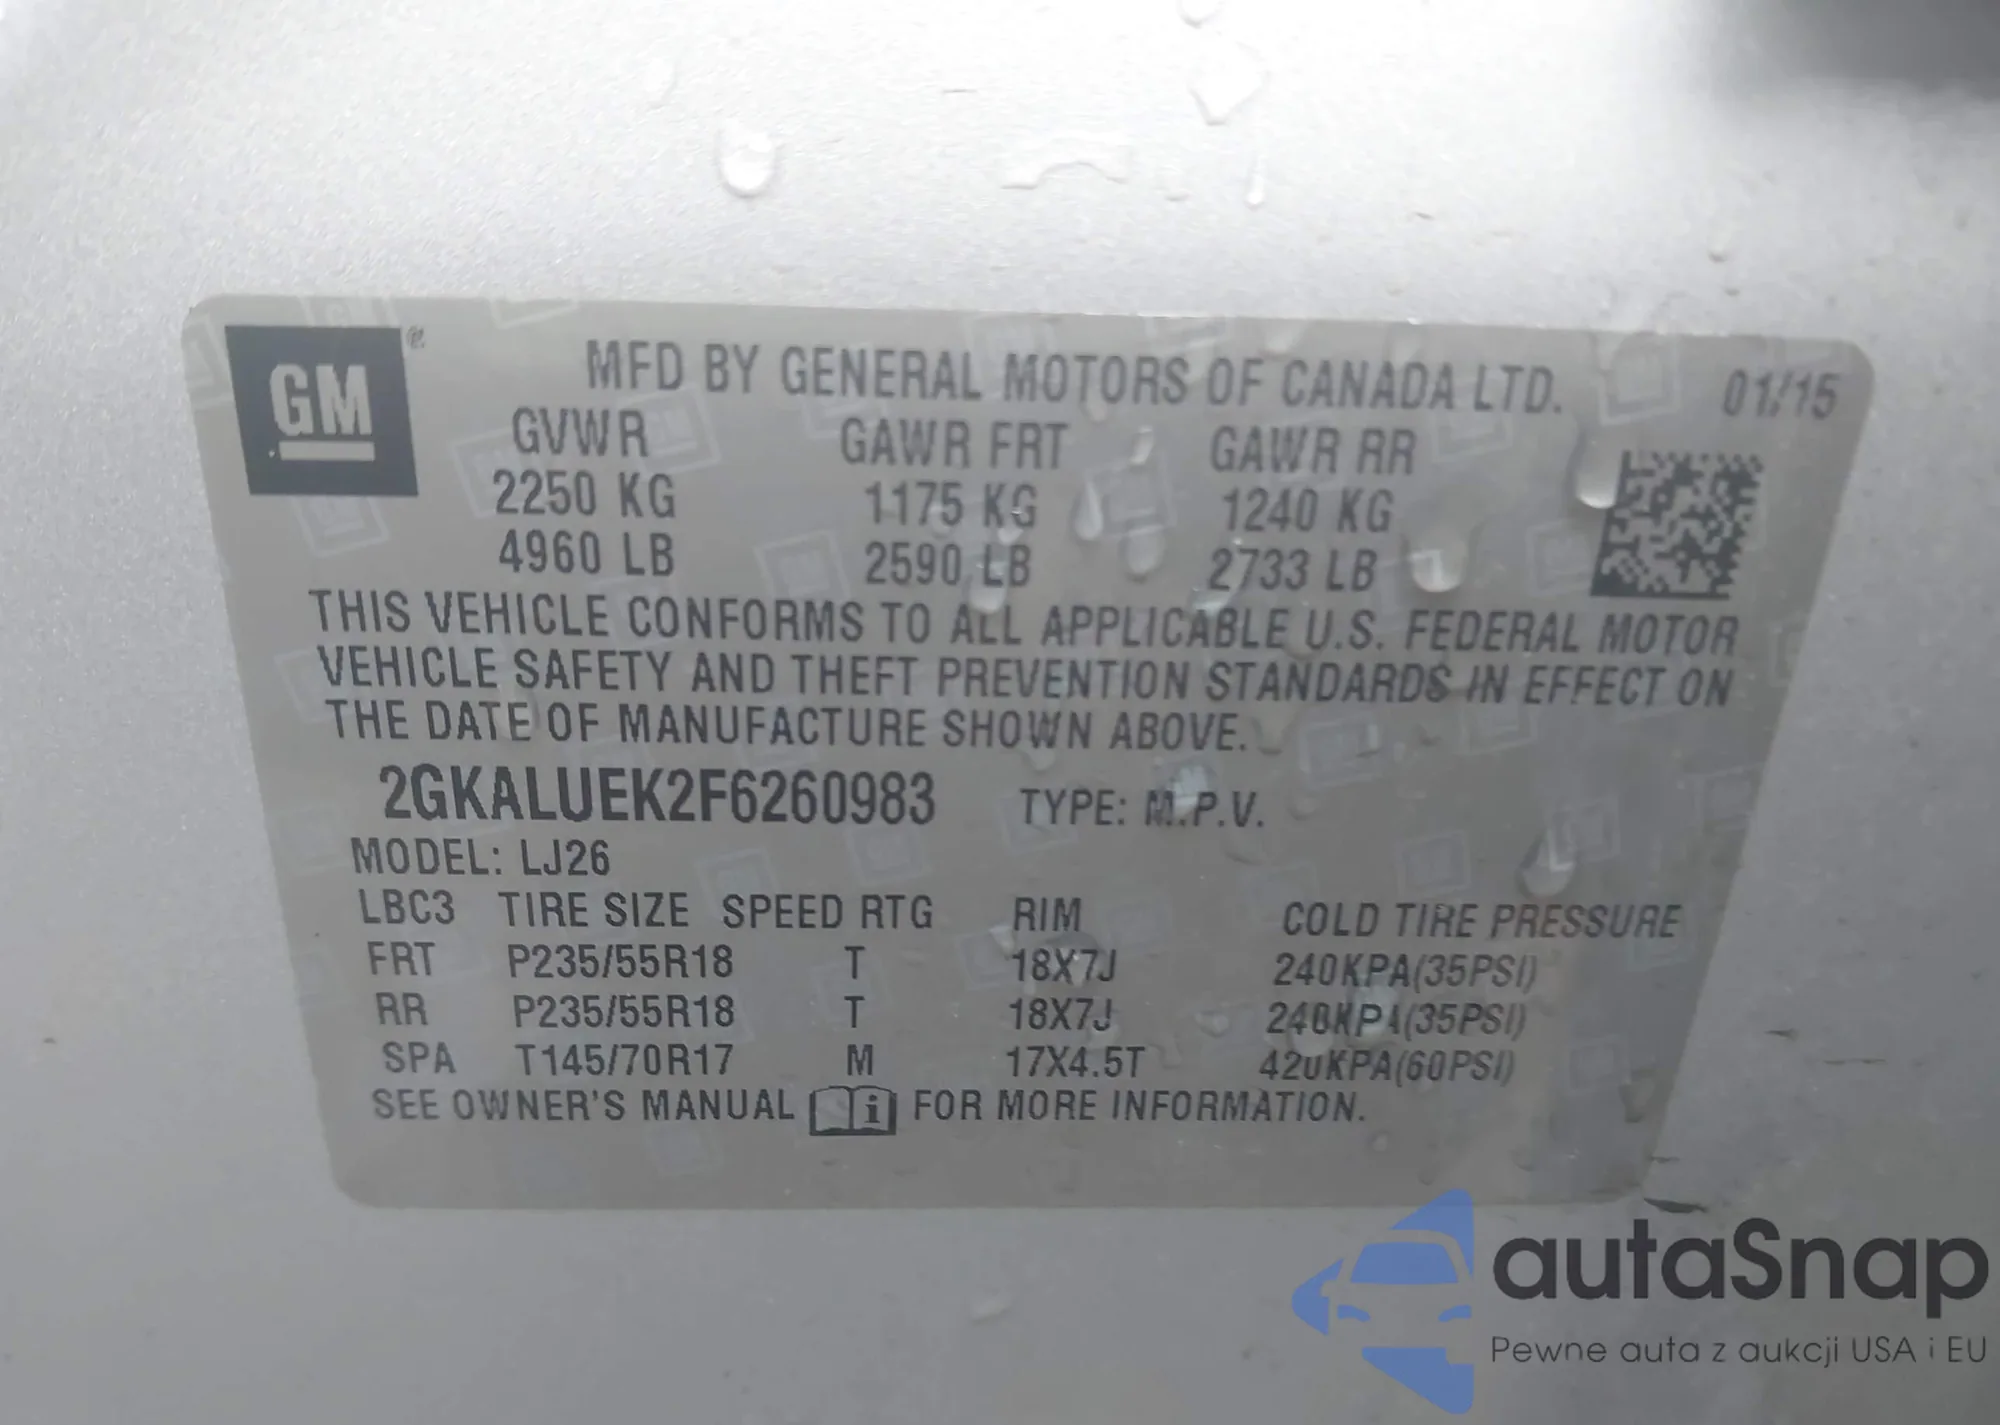 GM
MFD BY GENERAL MOTORS OF CANADA LTD. 01/15
GVWR GAWR FRT GAWR RR
2250 KG 1175 KG 1240 KG
4960 LB 2590 LB 2733 LB
THIS VEHICLE CONFORMS TO ALL APPLICABLE U.S. FEDERAL MOTOR
VEHICLE SAFETY AND THEFT PREVENTION STANDARDS IN EFFECT ON
THE DATE OF MANUFACTURE SHOWN ABOVE.
2GKALUEK2F6260983 TYPE: M.P.V.
MODEL: LJ26
LBC3 TIRE SIZE SPEED RTG RIM COLD TIRE PRESSURE
FRT P235/55R18 T 18X7J 240KPA(35PSI)
RR P235/55R18 T 18X7J 240KPA(35PSI)
SPA T145/70R17 M 17X4.5T 420KPA(60PSI)
SEE OWNER'S MANUAL i FOR MORE INFORMATION.
autaSnap
Pewne auta z aukcji USA i EU